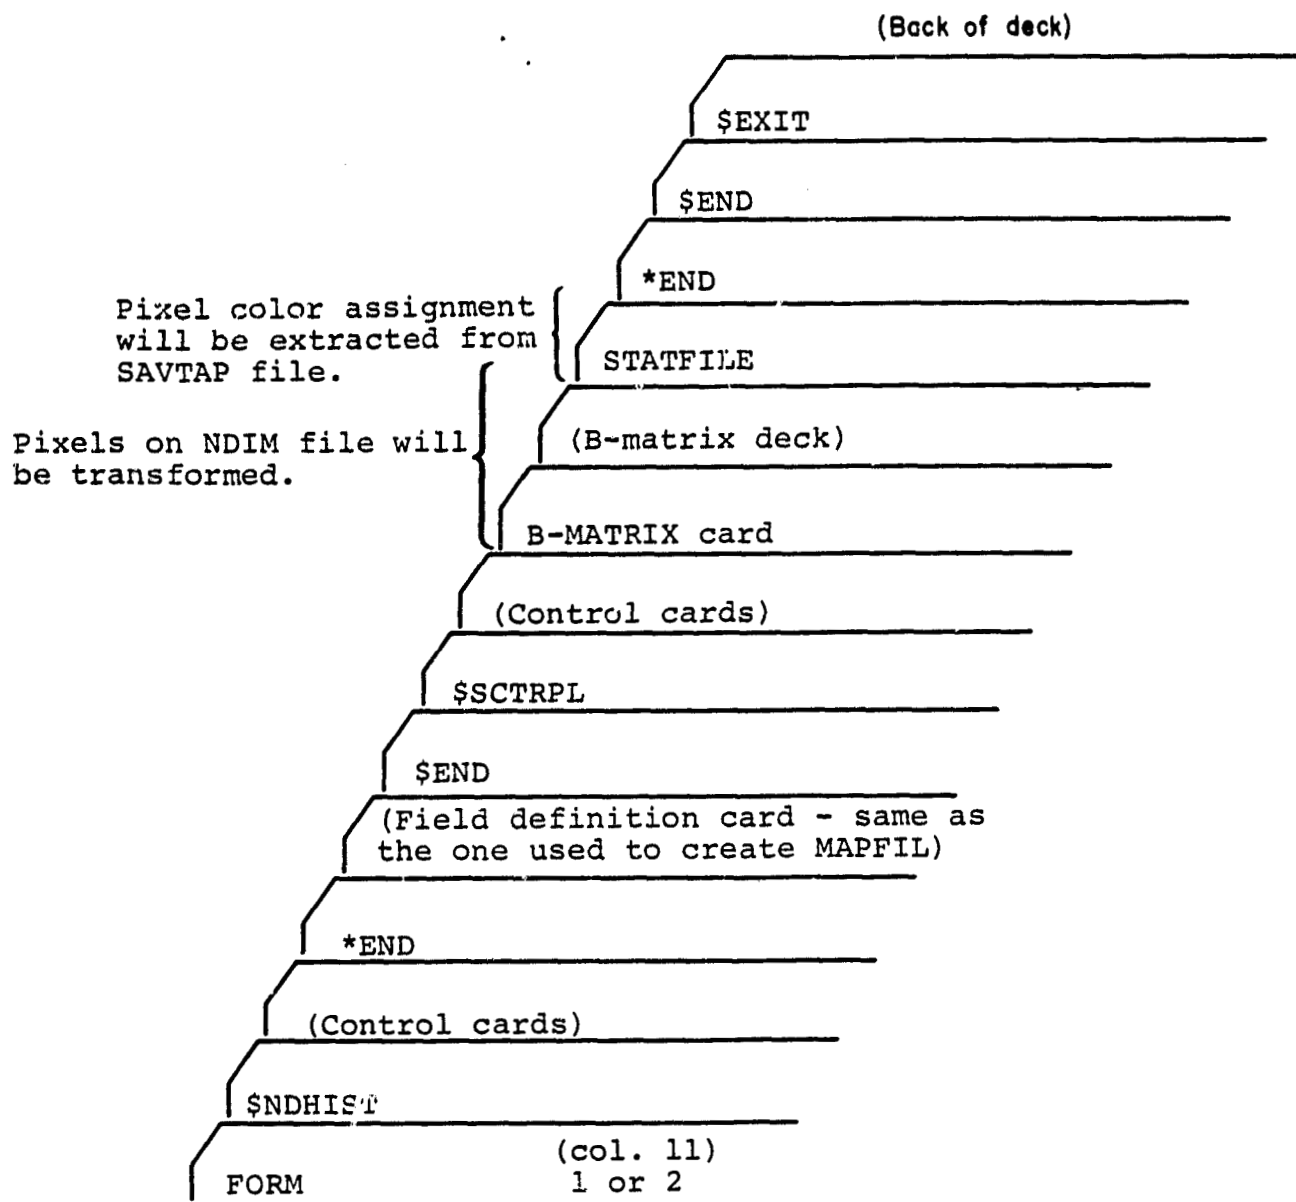 (Back of deck)
$EXIT
$END
*END
Pixel color assignment
will be extracted from
SAVTAP file.
STATFILE
Pixels on NDIM file will
be transformed.
(B-matrix deck)
B-MATRIX card
(Control cards)
$SCTRPL
$END
(Field definition card - same as
the one used to create MAPFIL)
*END
(Control cards)
$NDHIST
(col. 11)
FORM 1 or 2